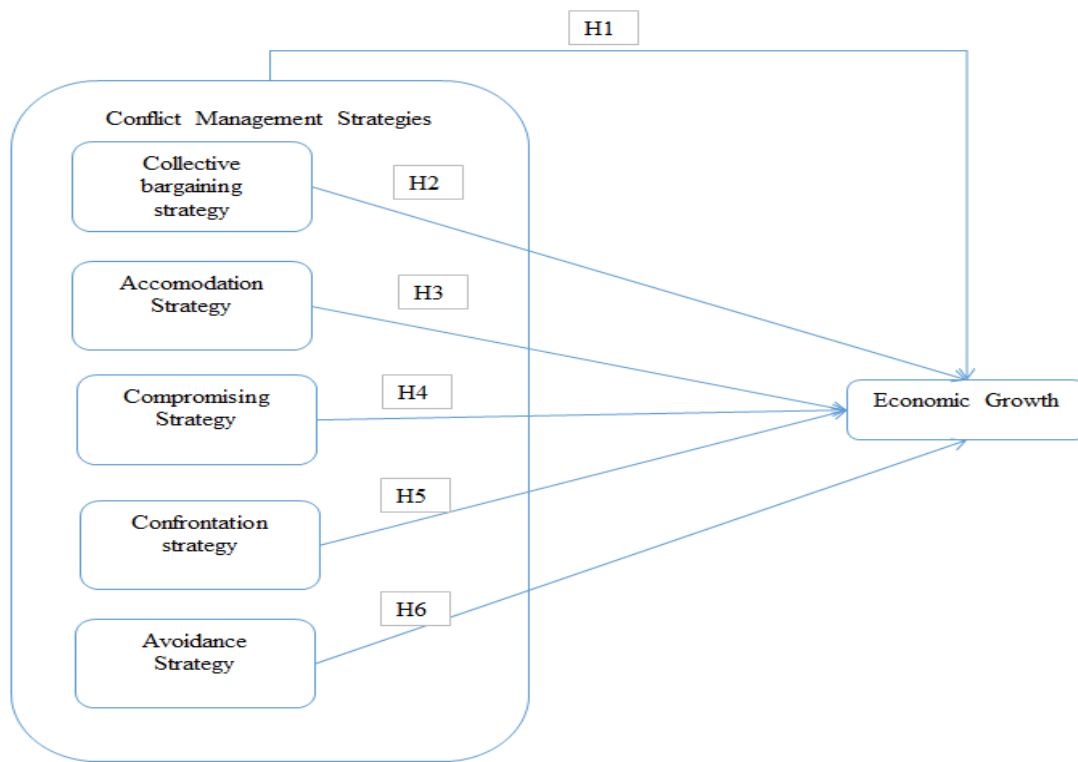 H1
Conflict Management Strategies
Collective
bargaining
strategy
H2
Accomodation
Strategy
H3
Compromising
Strategy
H4
Economic Growth
Confrontation
strategy
H5
Avoidance
Strategy
H6